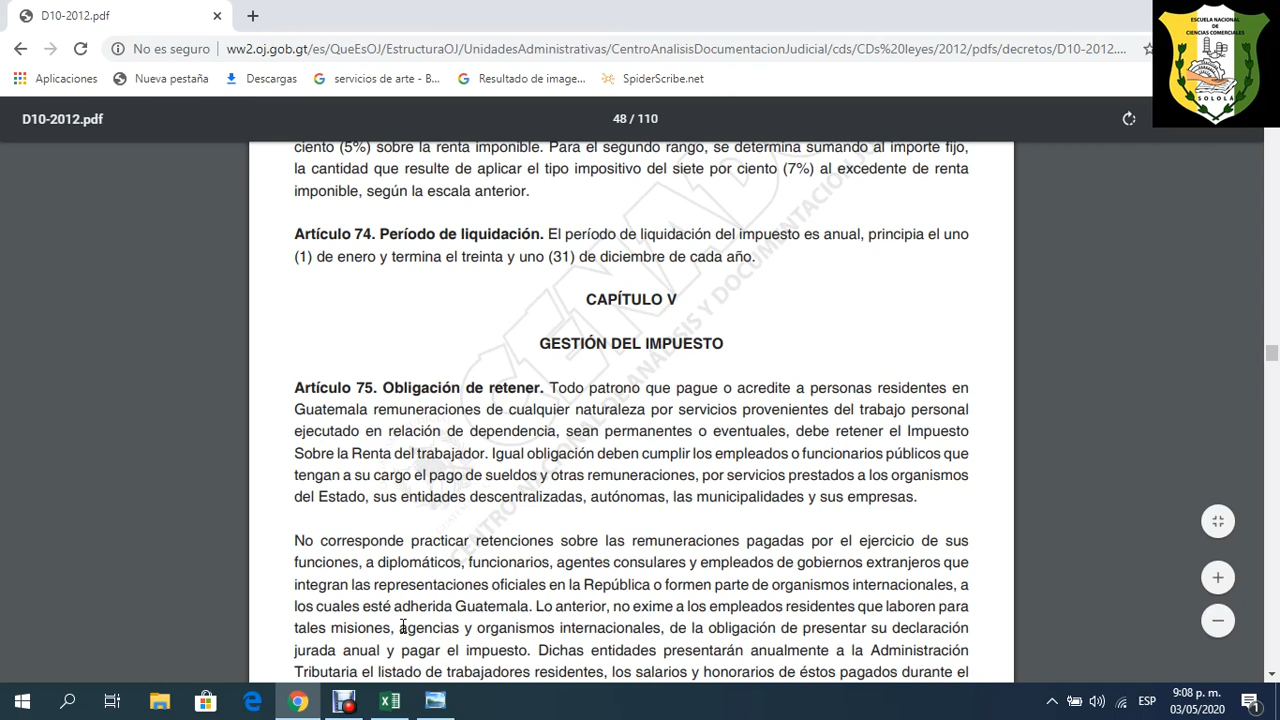 D10-2012.pdf
No es seguro
ww2.oj.gob.gt/es/QueEsOJ/EstructuraOJ/UnidadesAdministrativas/CentroAnalisisDocumentacionJudicial/cds/CDs%20leyes/2012/pdfs/decretos/D10-2012....
Aplicaciones
Nueva pestaña
Descargas
servicios de arte - B...
Resultado de image...
SpiderScribe.net
ESCUELA NACIONAL
DE
CIENCIAS COMERCIALES
SOLOLÁ
D10-2012.pdf
48 / 110
ciento (5%) sobre la renta imponible. Para el segundo rango, se determina sumando al importe fijo,
la cantidad que resulte de aplicar el tipo impositivo del siete por ciento (7%) al excedente de renta
imponible, según la escala anterior.
Artículo 74. Período de liquidación. El período de liquidación del impuesto es anual, principia el uno
(1) de enero y termina el treinta y uno (31) de diciembre de cada año.
CAPÍTULO V
GESTIÓN DEL IMPUESTO
Artículo 75. Obligación de retener. Todo patrono que pague o acredite a personas residentes en
Guatemala remuneraciones de cualquier naturaleza por servicios provenientes del trabajo personal
ejecutado en relación de dependencia, sean permanentes o eventuales, debe retener el Impuesto
Sobre la Renta del trabajador. Igual obligación deben cumplir los empleados o funcionarios públicos que
tengan a su cargo el pago de sueldos y otras remuneraciones, por servicios prestados a los organismos
del Estado, sus entidades descentralizadas, autónomas, las municipalidades y sus empresas.
No corresponde practicar retenciones sobre las remuneraciones pagadas por el ejercicio de sus
funciones, a diplomáticos, funcionarios, agentes consulares y empleados de gobiernos extranjeros que
integran las representaciones oficiales en la República o formen parte de organismos internacionales, a
los cuales esté adherida Guatemala. Lo anterior, no exime a los empleados residentes que laboren para
tales misiones, agencias y organismos internacionales, de la obligación de presentar su declaración
jurada anual y pagar el impuesto. Dichas entidades presentarán anualmente a la Administración
Tributaria el listado de trabajadores residentes, los salarios y honorarios de éstos pagados durante el
ESP
9:08 p. m.
03/05/2020